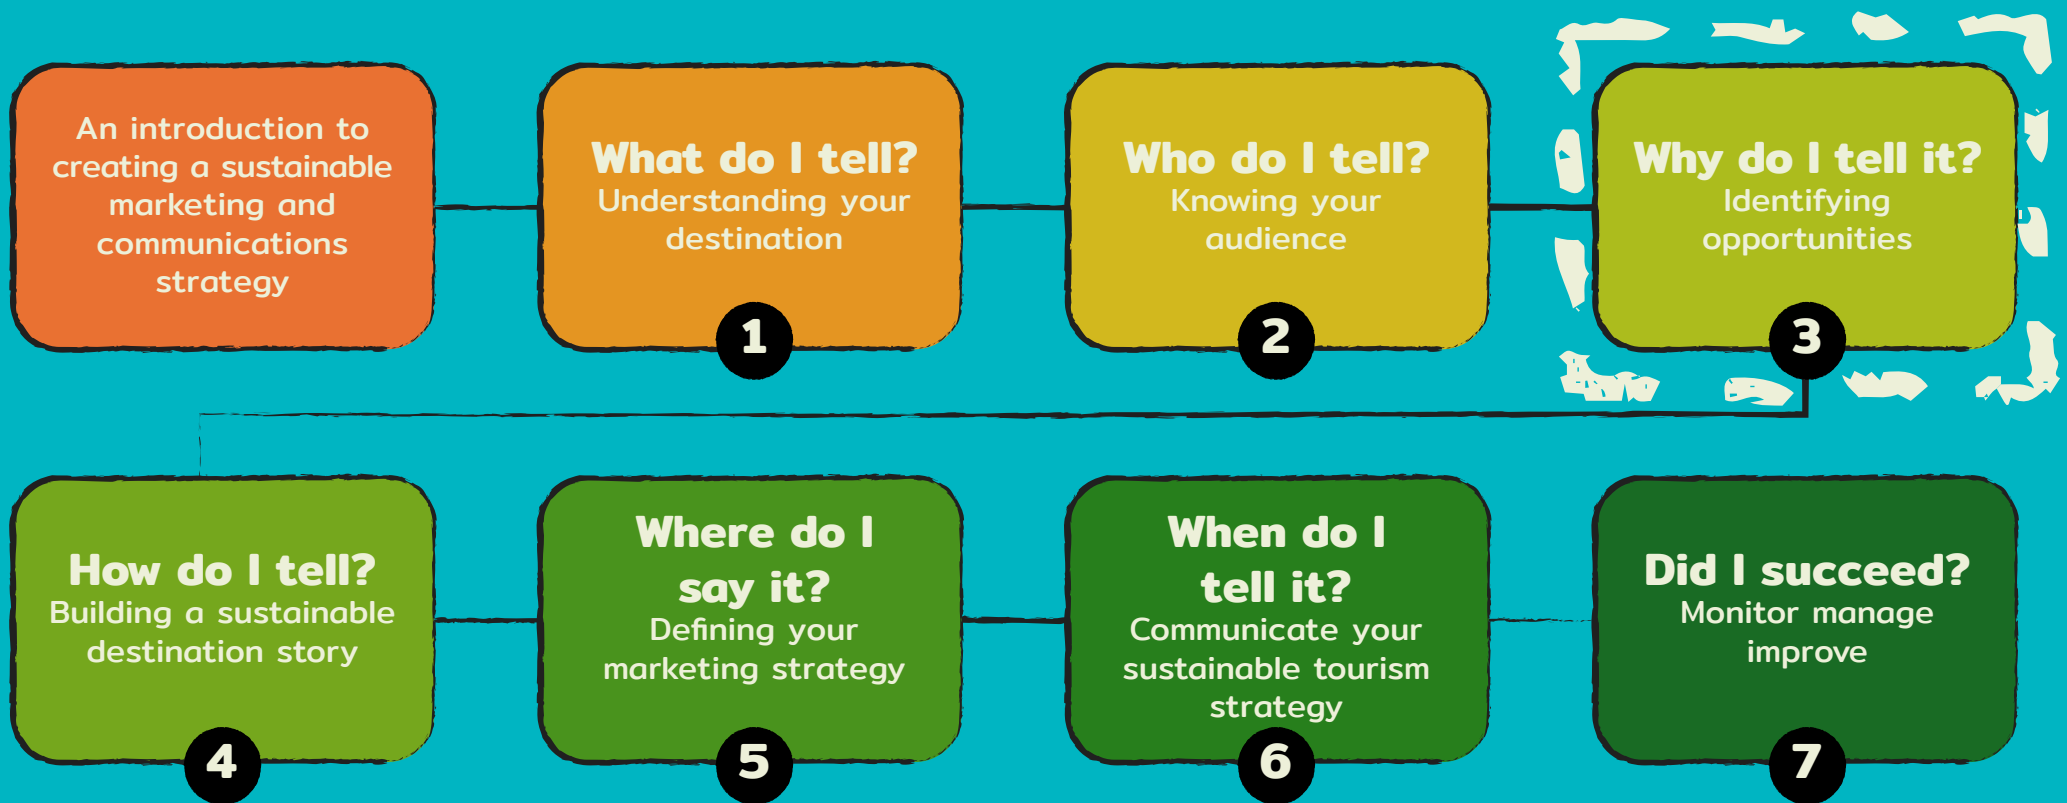 An introduction to
creating a sustainable
marketing and
communications
strategy
What do I tell?
Understanding your
destination
1
Who do I tell?
Knowing your
audience
2
Why do I tell it?
Identifying
opportunities
3
How do I tell?
Building a sustainable
destination story
4
Where do I
say it?
Defining your
marketing strategy
5
When do I
tell it?
Communicate your
sustainable tourism
strategy
6
Did I succeed?
Monitor manage
improve
7